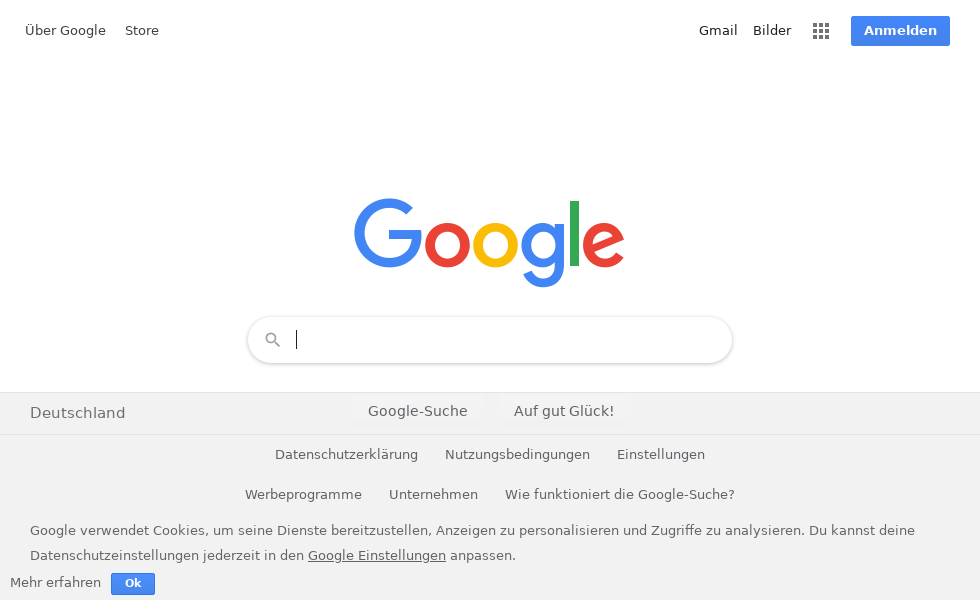 Über Google Store Gmail Bilder Anmelden
Google
Deutschland
Google-Suche Auf gut Glück!
Datenschutzerklärung Nutzungsbedingungen Einstellungen
Werbeprogramme Unternehmen Wie funktioniert die Google-Suche?
Google verwendet Cookies, um seine Dienste bereitzustellen, Anzeigen zu personalisieren und Zugriffe zu analysieren. Du kannst deine
Datenschutzeinstellungen jederzeit in den Google Einstellungen anpassen.
Mehr erfahren Ok